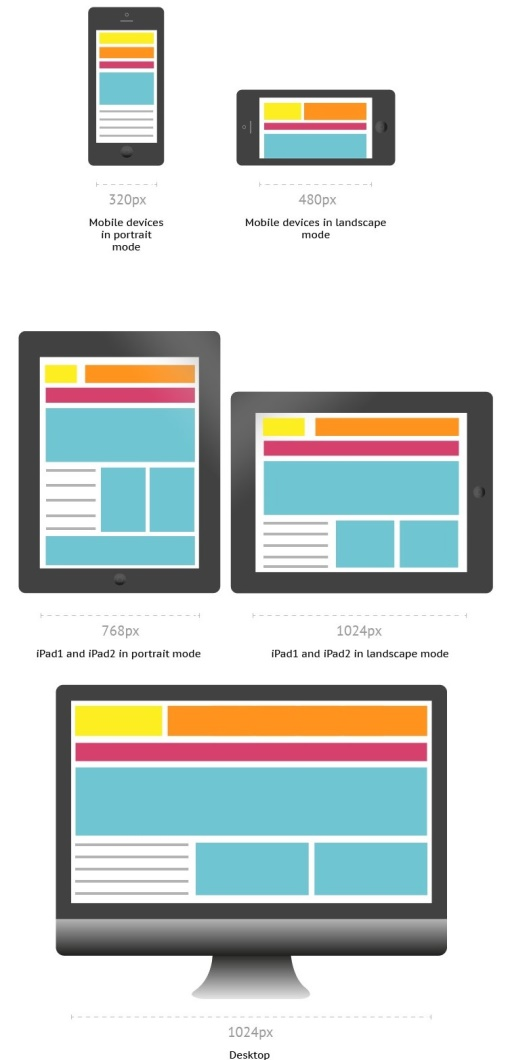 320px
Mobile devices
in portrait
mode
480px
Mobile devices in landscape
mode
768px
iPad1 and iPad2 in portrait mode
1024px
iPad1 and iPad2 in landscape mode
1024px
Desktop